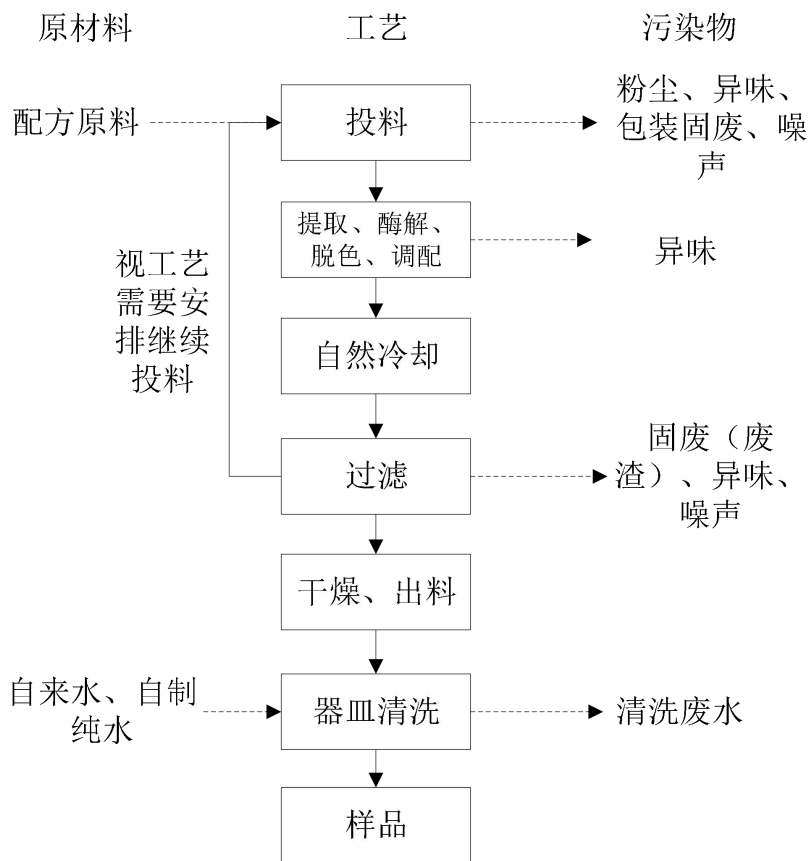 原材料
工艺
污染物
配方原料
投料
粉尘、异味、
包装固废、噪
声
提取、酶解、
脱色、调配
异味
视工艺
需要安
排继续
投料
自然冷却
过滤
固废（废
渣）、异味、
噪声
干燥、出料
自来水、自制
纯水
器皿清洗
清洗废水
样品